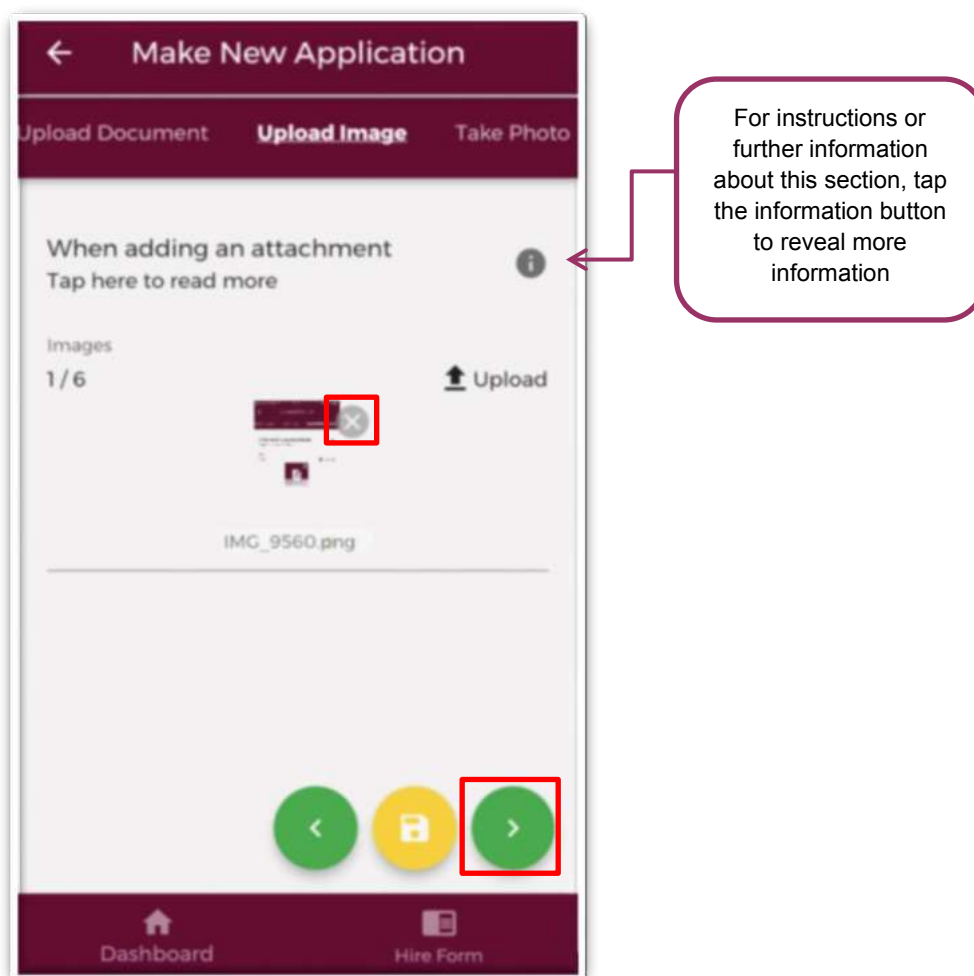 Make New Application
Upload Document Upload Image Take Photo
When adding an attachment
Tap here to read more
Images
1 / 6
Upload
IMG_9560.png
Dashboard
Hire Form
For instructions or
further information
about this section, tap
the information button
to reveal more
information